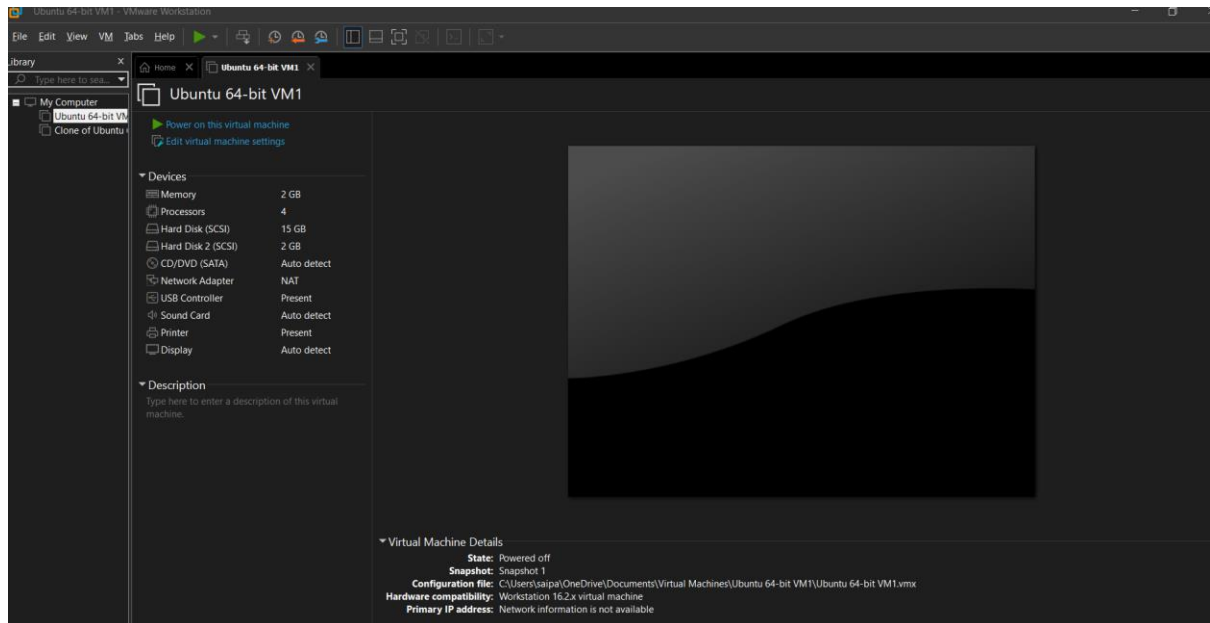 Ubuntu 64-bit VM1 - VMware Workstation
File Edit View VM Tabs Help
Library X
Type here to sea...
Home X Ubuntu 64-bit VM1 X
My Computer
Ubuntu 64-bit VM
Clone of Ubuntu
Ubuntu 64-bit VM1
Power on this virtual machine
Edit virtual machine settings
Devices
Memory 2 GB
Processors 4
Hard Disk (SCSI) 15 GB
Hard Disk 2 (SCSI) 2 GB
CD/DVD (SATA) Auto detect
Network Adapter NAT
USB Controller Present
Sound Card Auto detect
Printer Present
Display Auto detect
Description
Type here to enter a description of this virtual
machine.
Virtual Machine Details
State: Powered off
Snapshot: Snapshot 1
Configuration file: C:\Users\saipa\OneDrive\Documents\Virtual Machines\Ubuntu 64-bit VM1\Ubuntu 64-bit VM1.vmx
Hardware compatibility: Workstation 16.2.x virtual machine
Primary IP address: Network information is not available